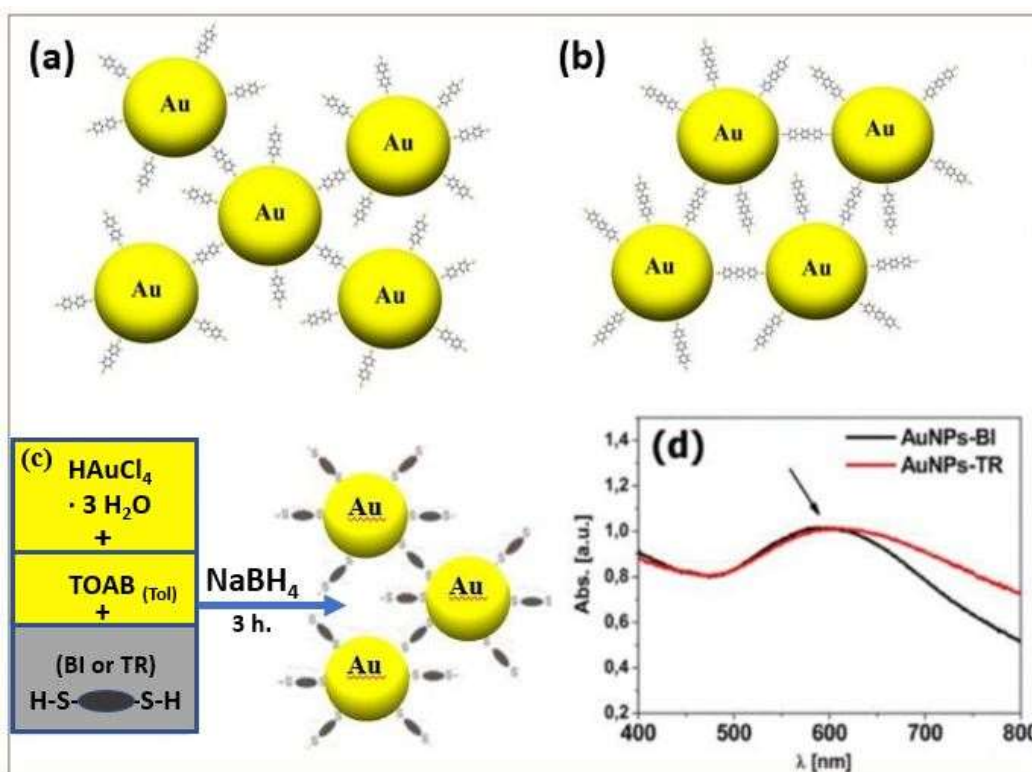 (a)
Au
Au
Au
Au
Au
(b)
Au
Au
Au
Au
(c)
HAuCl4
· 3 H2O
+
TOAB (Tol)
+
(BI or TR)
H-S- -S-H
NaBH4
3 h.
Au
Au
Au
(d)
AuNPs-BI
AuNPs-TR
Abs. [a.u.]
1,4
1,2
1,0
0,8
0,6
0,4
0,2
400
500
600
700
800
λ [nm]